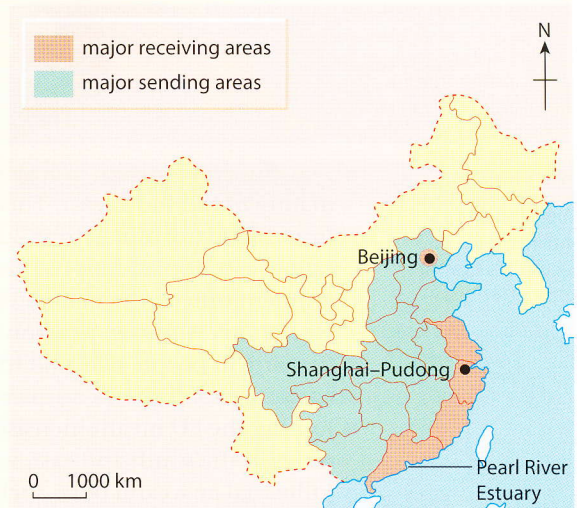 major receiving areas
major sending areas
N
Beijing
Shanghai–Pudong
Pearl River
Estuary
0 1000 km